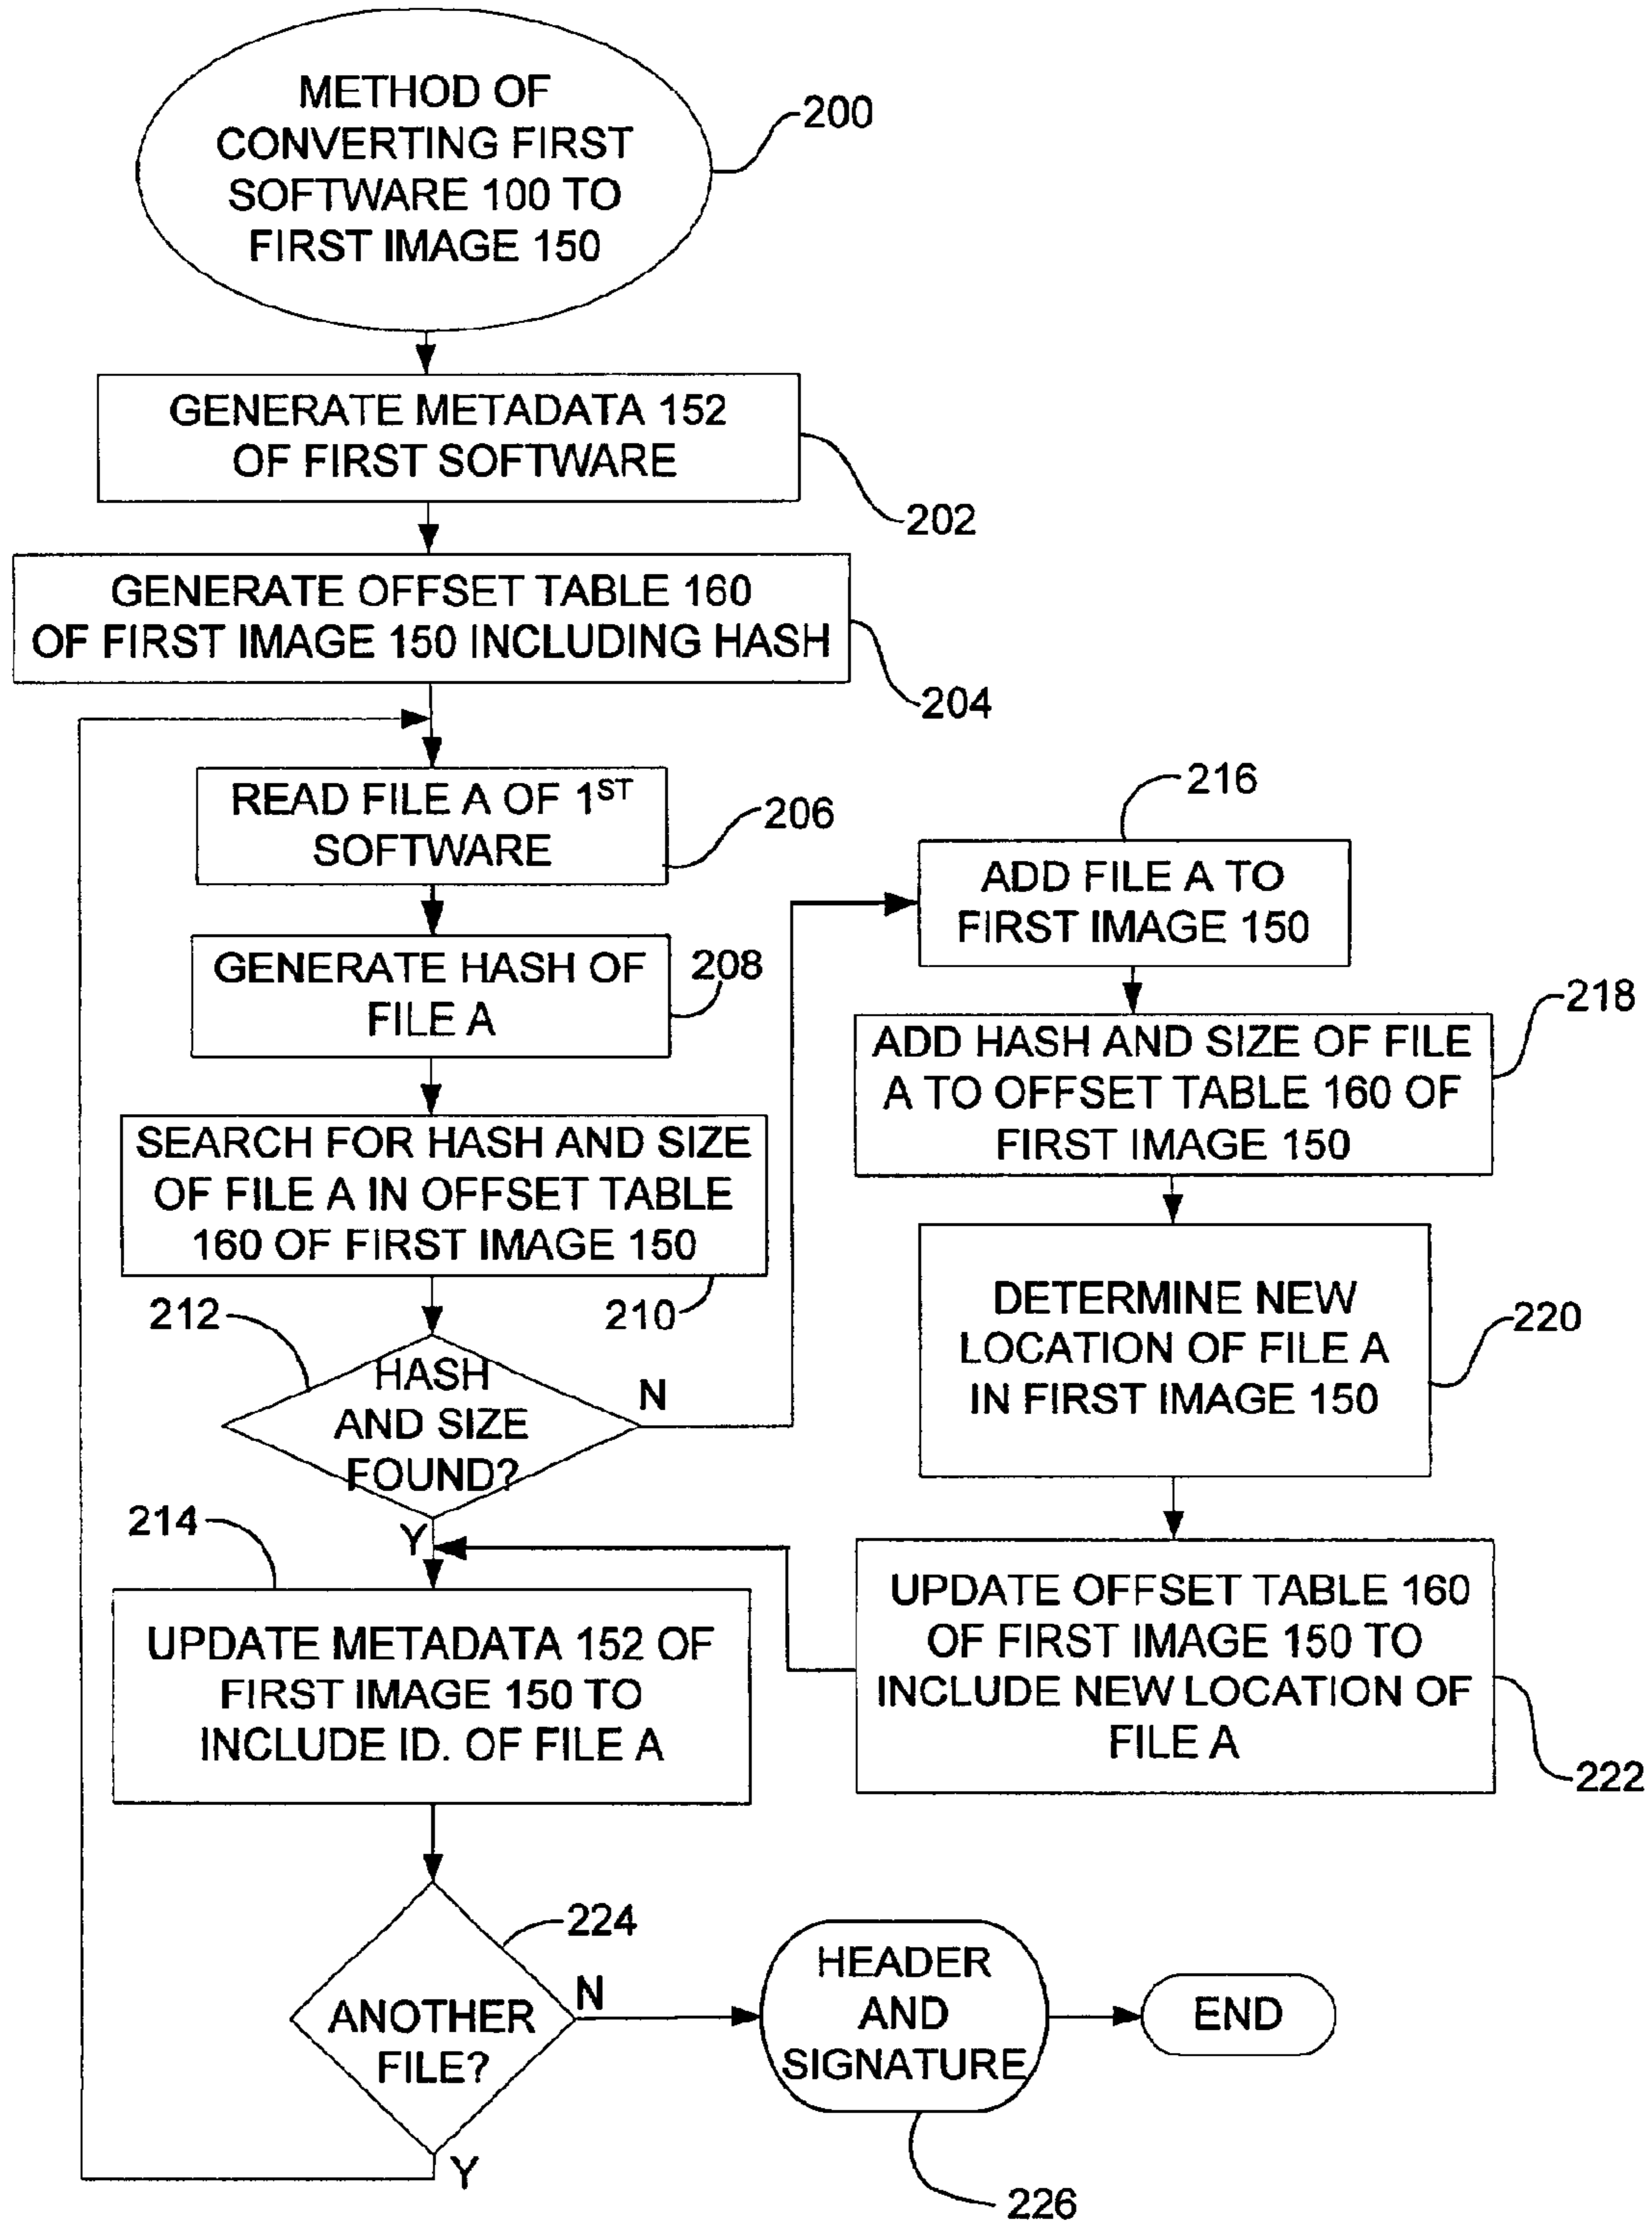 METHOD OF
CONVERTING FIRST
SOFTWARE 100 TO
FIRST IMAGE 150
200
GENERATE METADATA 152
OF FIRST SOFTWARE
202
GENERATE OFFSET TABLE 160
OF FIRST IMAGE 150 INCLUDING HASH
204
READ FILE A OF 1ST
SOFTWARE
206
GENERATE HASH OF
FILE A
208
SEARCH FOR HASH AND SIZE
OF FILE A IN OFFSET TABLE
160 OF FIRST IMAGE 150
210
212
HASH
AND SIZE
FOUND?
N
Y
214
UPDATE METADATA 152 OF
FIRST IMAGE 150 TO
INCLUDE ID. OF FILE A
216
ADD FILE A TO
FIRST IMAGE 150
218
ADD HASH AND SIZE OF FILE
A TO OFFSET TABLE 160 OF
FIRST IMAGE 150
DETERMINE NEW
LOCATION OF FILE A
IN FIRST IMAGE 150
220
UPDATE OFFSET TABLE 160
OF FIRST IMAGE 150 TO
INCLUDE NEW LOCATION OF
FILE A
222
224
ANOTHER
FILE?
N
Y
HEADER
AND
SIGNATURE
226
END